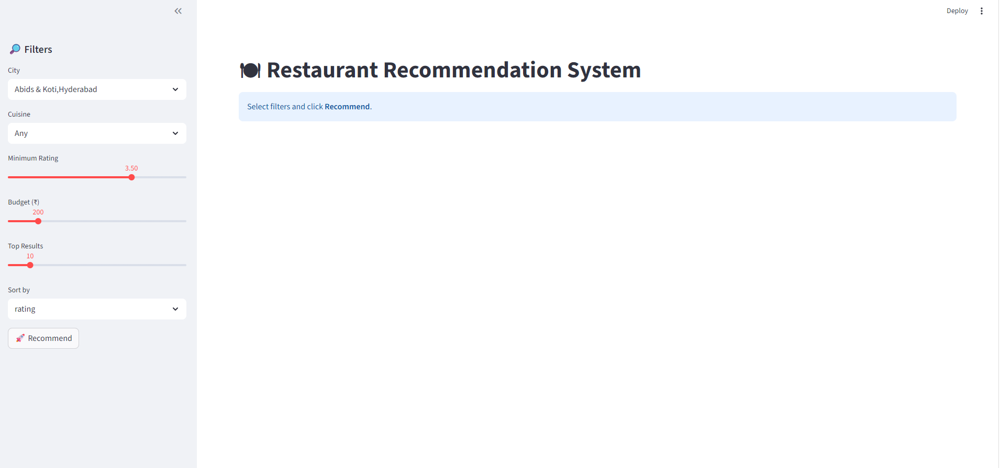 Deploy
Filters
City
Abids & Koti,Hyderabad
Cuisine
Any
Minimum Rating
3.50
Budget (₹)
200
Top Results
10
Sort by
rating
Recommend
Restaurant Recommendation System
Select filters and click Recommend.